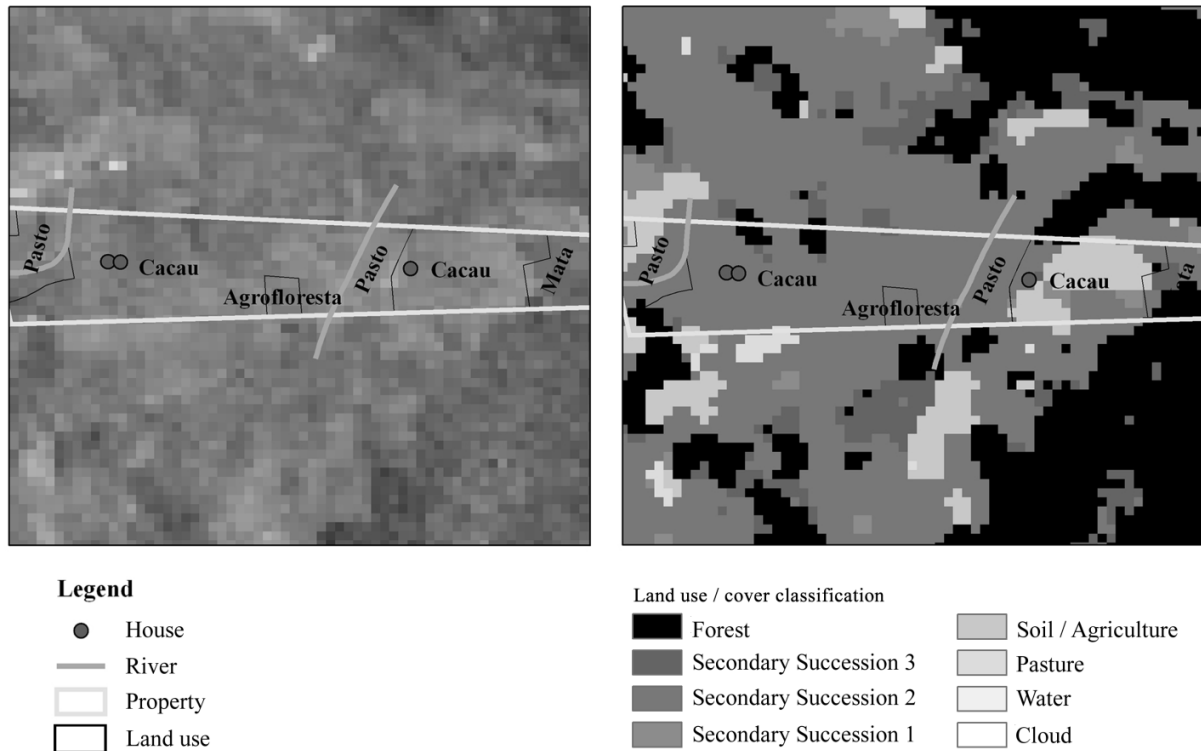 Pasto
Cacau
Agrofloresta
Pasto
Cacau
Mata
Pasto
Cacau
Agrofloresta
Pasto
Cacau
ata
Legend
House
River
Property
Land use
Land use / cover classification
Forest
Secondary Succession 3
Secondary Succession 2
Secondary Succession 1
Soil / Agriculture
Pasture
Water
Cloud